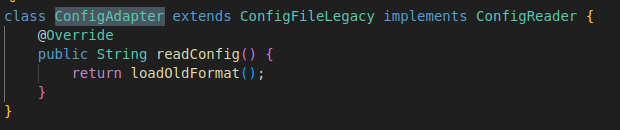 class ConfigAdapter extends ConfigFileLegacy implements ConfigReader {
    @Override
    public String readConfig() {
        return loadOldFormat();
    }
}